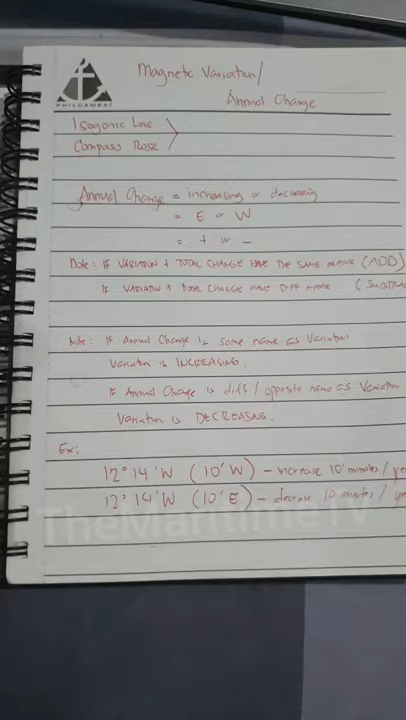 PHILCAMSAT
Magnetic Variation/
Annual Change
Isogonic Line
Compass Rose
Annual Change = increasing or decreasing
= E or W
= + or -
Note: IF VARIATION + TOTAL CHANGE HAVE THE SAME NAME (ADD)
IF VARIATION + TOTAL CHANGE HAVE DIFF NAME (SUBTRA
Note: IF Annual Change is same name as Variation
Variation is INCREASING.
IF Annual Change is diff / opposite name as Variation
Variation is DECREASING.
Ex:
12° 14' W (10' W) - increase 10 minutes / yea
12° 14' W (10' E) - decrease 10 minutes / yea
TheMaritimeTV